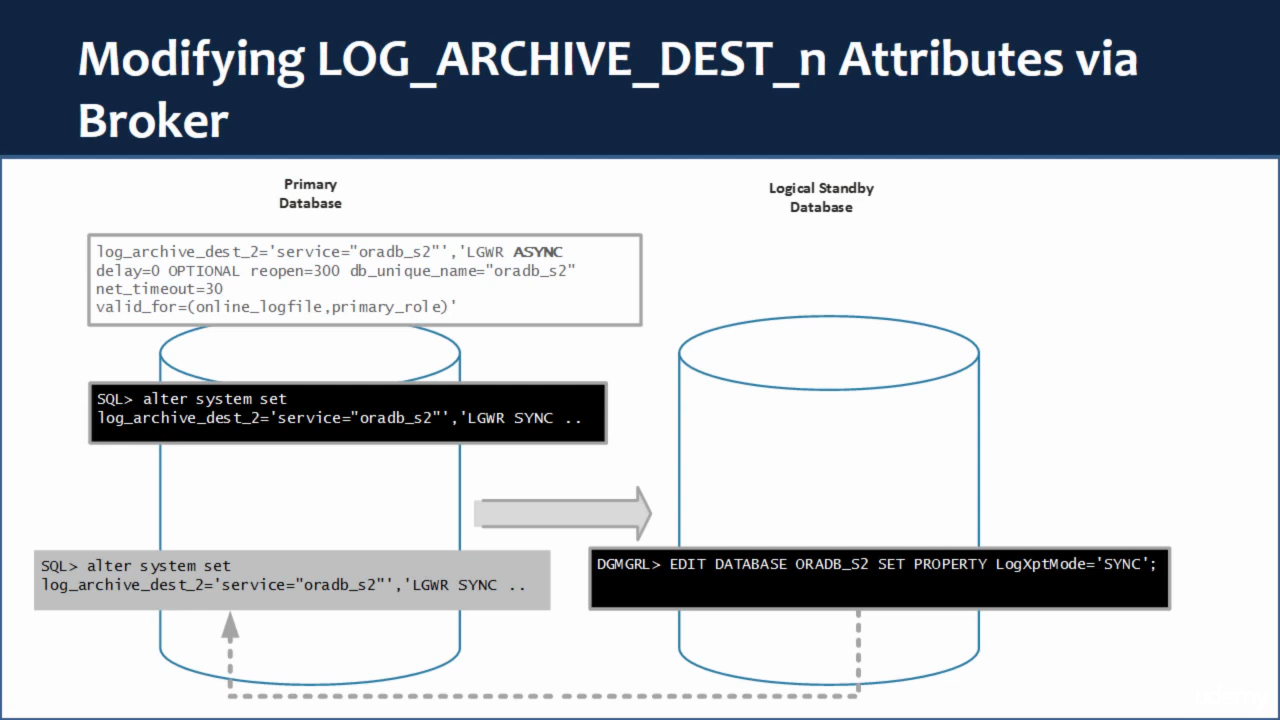 Modifying LOG_ARCHIVE_DEST_n Attributes via
Broker
Primary
Database
Logical Standby
Database
log_archive_dest_2='service="oradb_s2"','LGWR ASYNC
delay=0 OPTIONAL reopen=300 db_unique_name="oradb_s2"
net_timeout=30
valid_for=(online_logfile,primary_role)'
SQL> alter system set
log_archive_dest_2='service="oradb_s2"','LGWR SYNC ..
SQL> alter system set
log_archive_dest_2='service="oradb_s2"','LGWR SYNC ..
DGMGRL> EDIT DATABASE ORADB_S2 SET PROPERTY LogXptMode='SYNC';